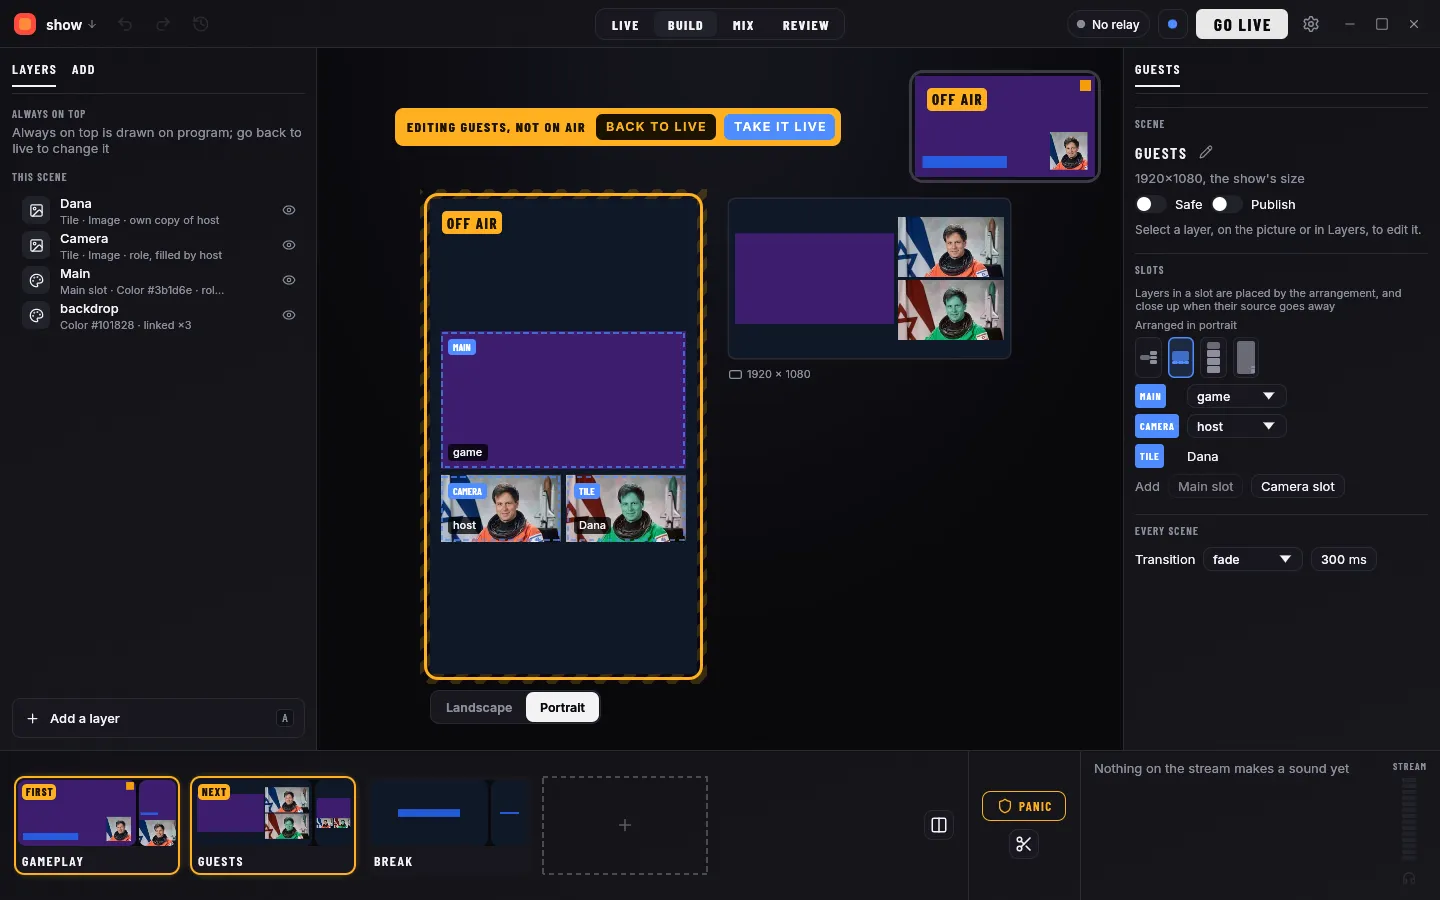 show
LIVE
BUILD
MIX
REVIEW
No relay
GO LIVE
LAYERS
ADD
ALWAYS ON TOP
Always on top is drawn on program; go back to
live to change it
THIS SCENE
Dana
Tile · Image · own copy of host
Camera
Tile · Image · role, filled by host
Main
Main slot · Color #3b1d6e · rol...
backdrop
Color #101828 · linked ×3
Add a layer
A
EDITING GUESTS, NOT ON AIR
BACK TO LIVE
TAKE IT LIVE
OFF AIR
OFF AIR
MAIN
game
CAMERA
host
TILE
Dana
1920 × 1080
Landscape
Portrait
GUESTS
SCENE
GUESTS
1920×1080, the show's size
Safe
Publish
Select a layer, on the picture or in Layers, to edit it.
SLOTS
Layers in a slot are placed by the arrangement, and
close up when their source goes away
Arranged in portrait
MAIN
game
CAMERA
host
TILE
Dana
Add
Main slot
Camera slot
EVERY SCENE
Transition
fade
300 ms
FIRST
GAMEPLAY
NEXT
GUESTS
BREAK
PANIC
Nothing on the stream makes a sound yet
STREAM